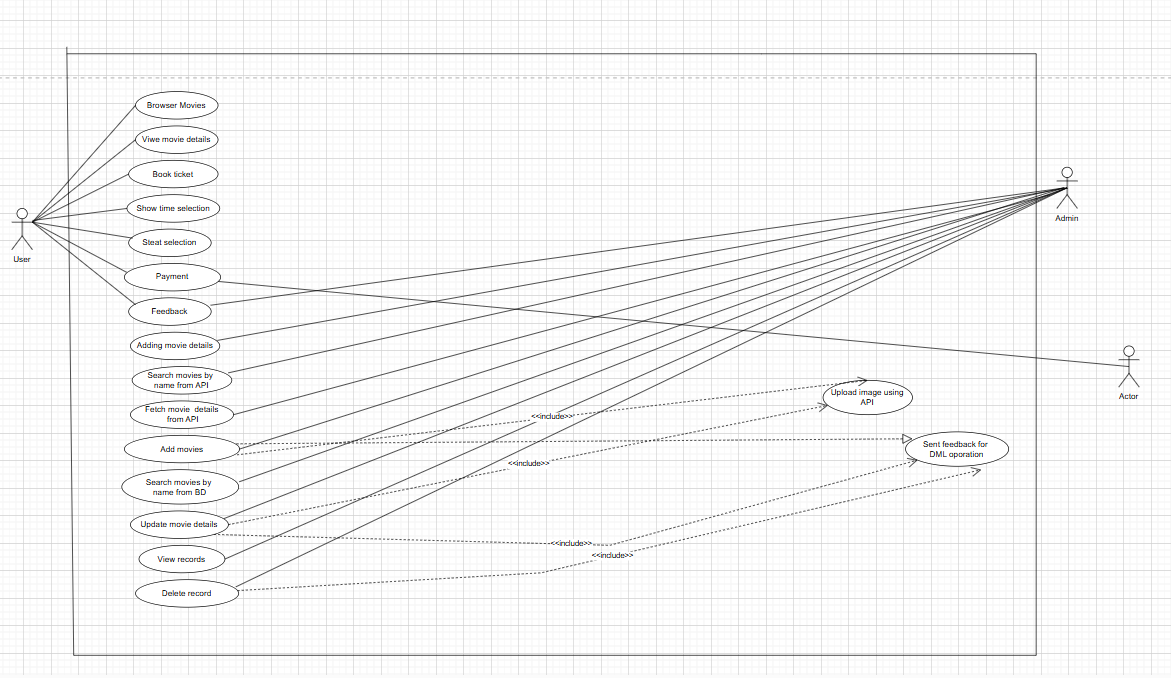 Browser Movies
Viwe movie details
Book ticket
Show time selection
Steat selection
Payment
Feedback
Adding movie details
Search movies by
name from API
Fetch movie details
from API
Add movies
Search movies by
name from BD
Update movie details
View records
Delete record
User
Admin
Actor
Upload image using
API
Sent feedback for
DML oporation
<<include>>
<<include>>
<<include>>
<<include>>